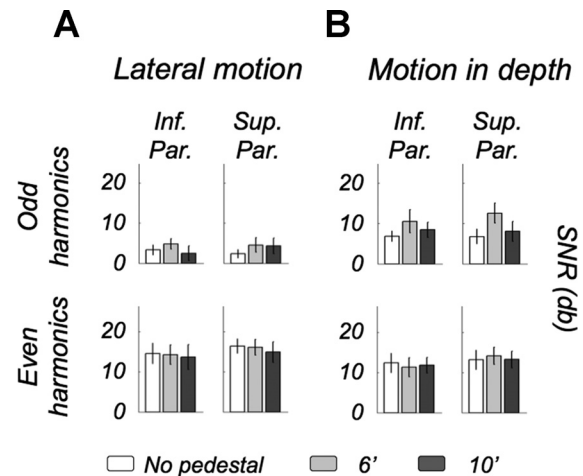 A
B
Lateral motion
Motion in depth
Inf. Par.
Sup. Par.
Inf. Par.
Sup. Par.
Odd harmonics
20
10
0
20
10
0
SNR (db)
Even harmonics
20
10
0
20
10
0
No pedestal
6'
10'